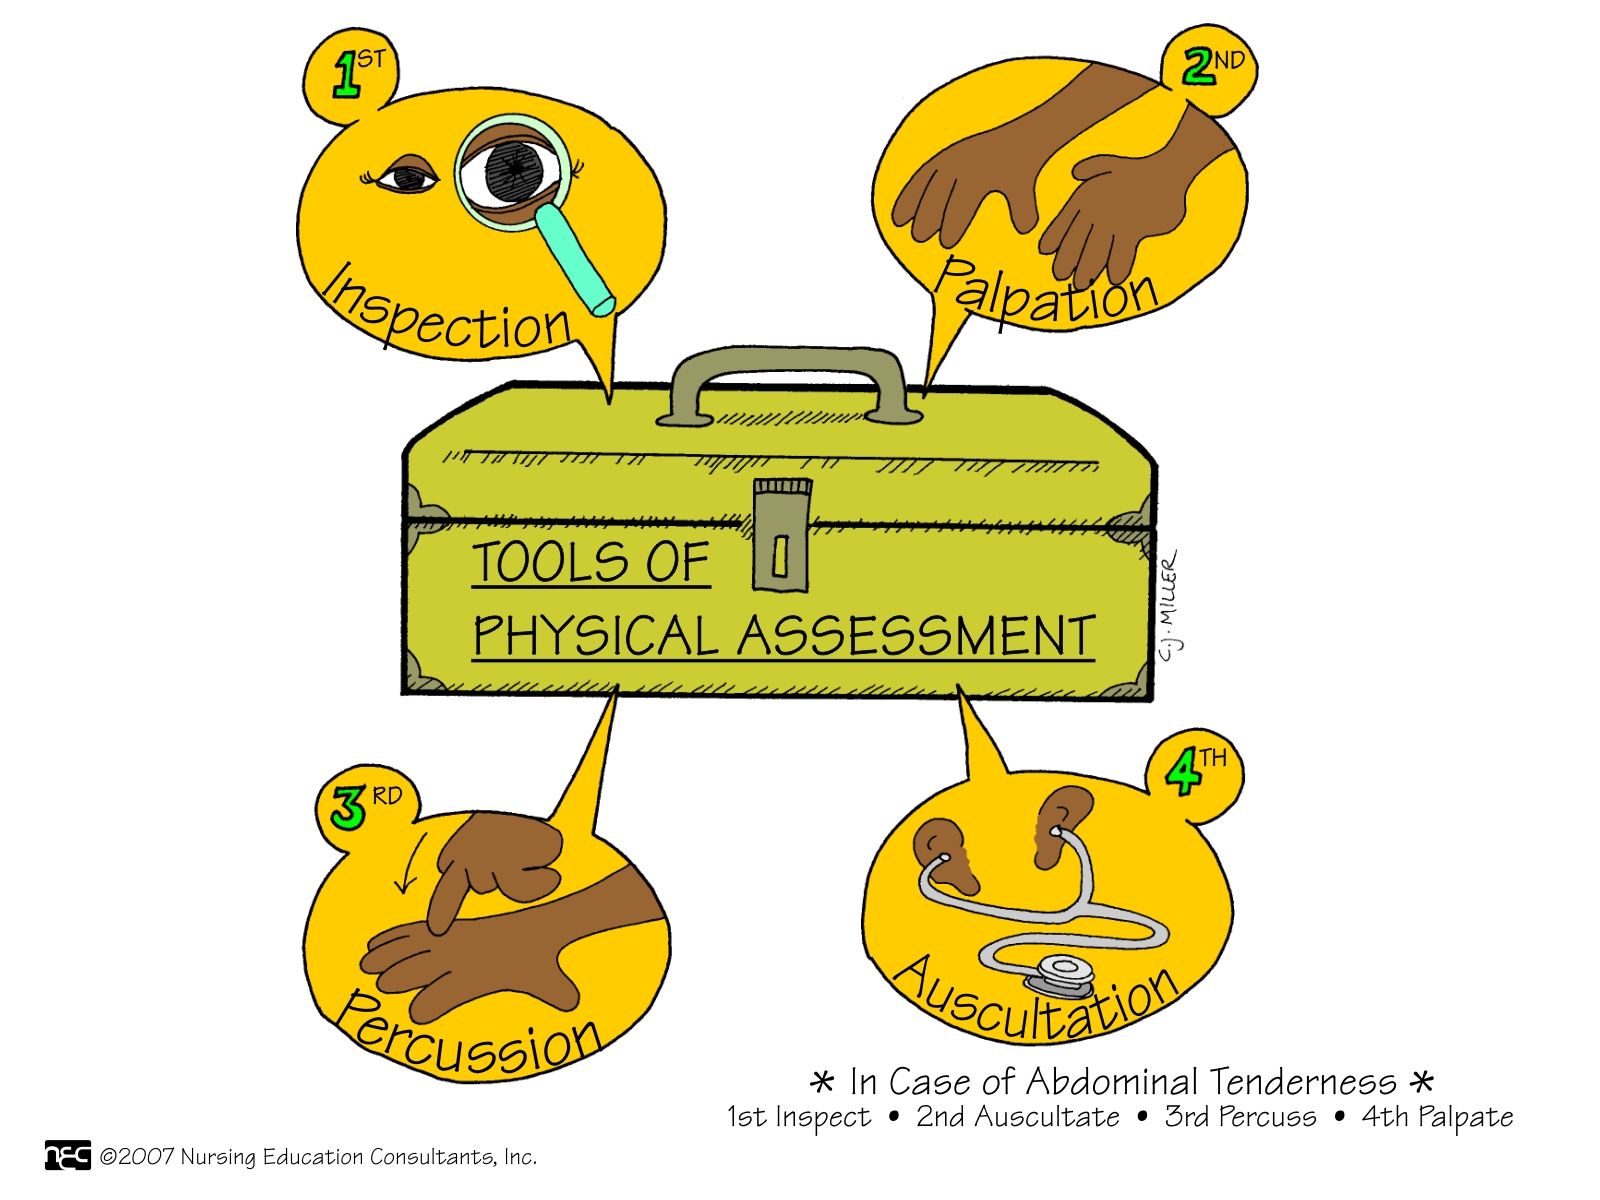 1ST
Inspection
2ND
Palpation
TOOLS OF
PHYSICAL ASSESSMENT
C.J. MILLER
3RD
Percussion
4TH
Auscultation
* In Case of Abdominal Tenderness *
1st Inspect • 2nd Auscultate • 3rd Percuss • 4th Palpate
nec ©2007 Nursing Education Consultants, Inc.